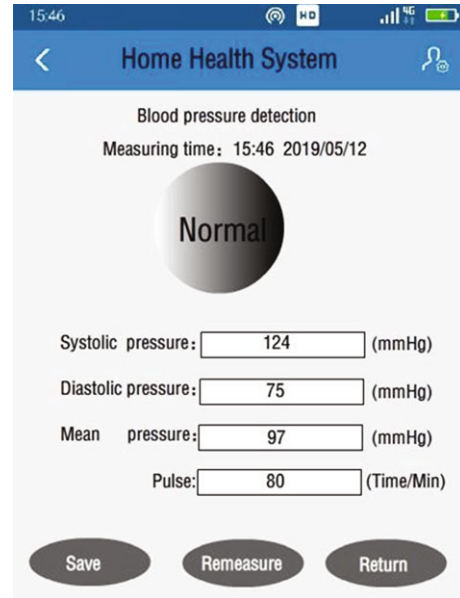 15:46 HD 4G
Home Health System
Blood pressure detection
Measuring time: 15:46 2019/05/12
Normal
Systolic pressure: 124 (mmHg)
Diastolic pressure: 75 (mmHg)
Mean pressure: 97 (mmHg)
Pulse: 80 (Time/Min)
Save Remeasure Return